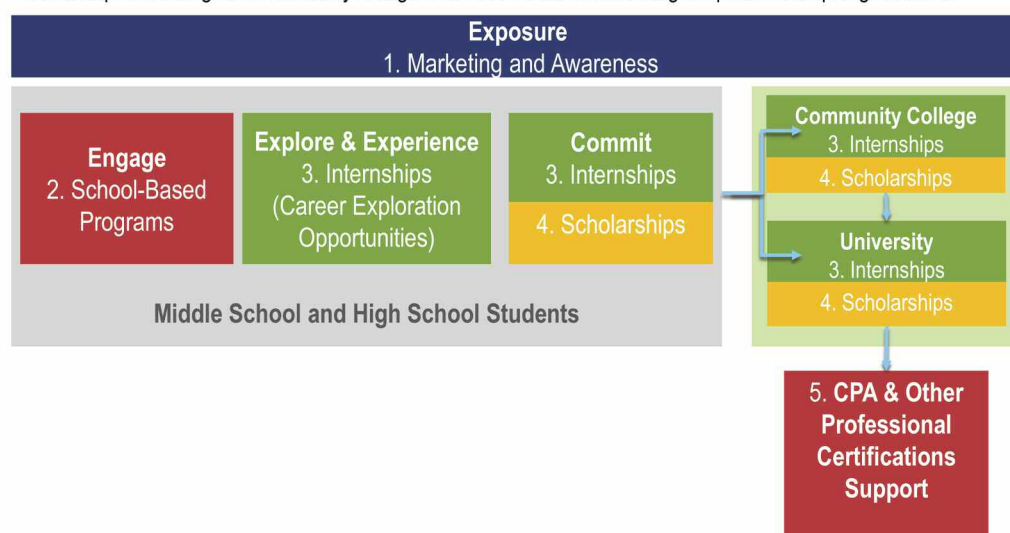 Exposure
1. Marketing and Awareness
Engage
2. School-Based
Programs
Explore & Experience
3. Internships
(Career Exploration
Opportunities)
Commit
3. Internships
4. Scholarships
Middle School and High School Students
Community College
3. Internships
4. Scholarships
University
3. Internships
4. Scholarships
5. CPA & Other
Professional
Certifications
Support